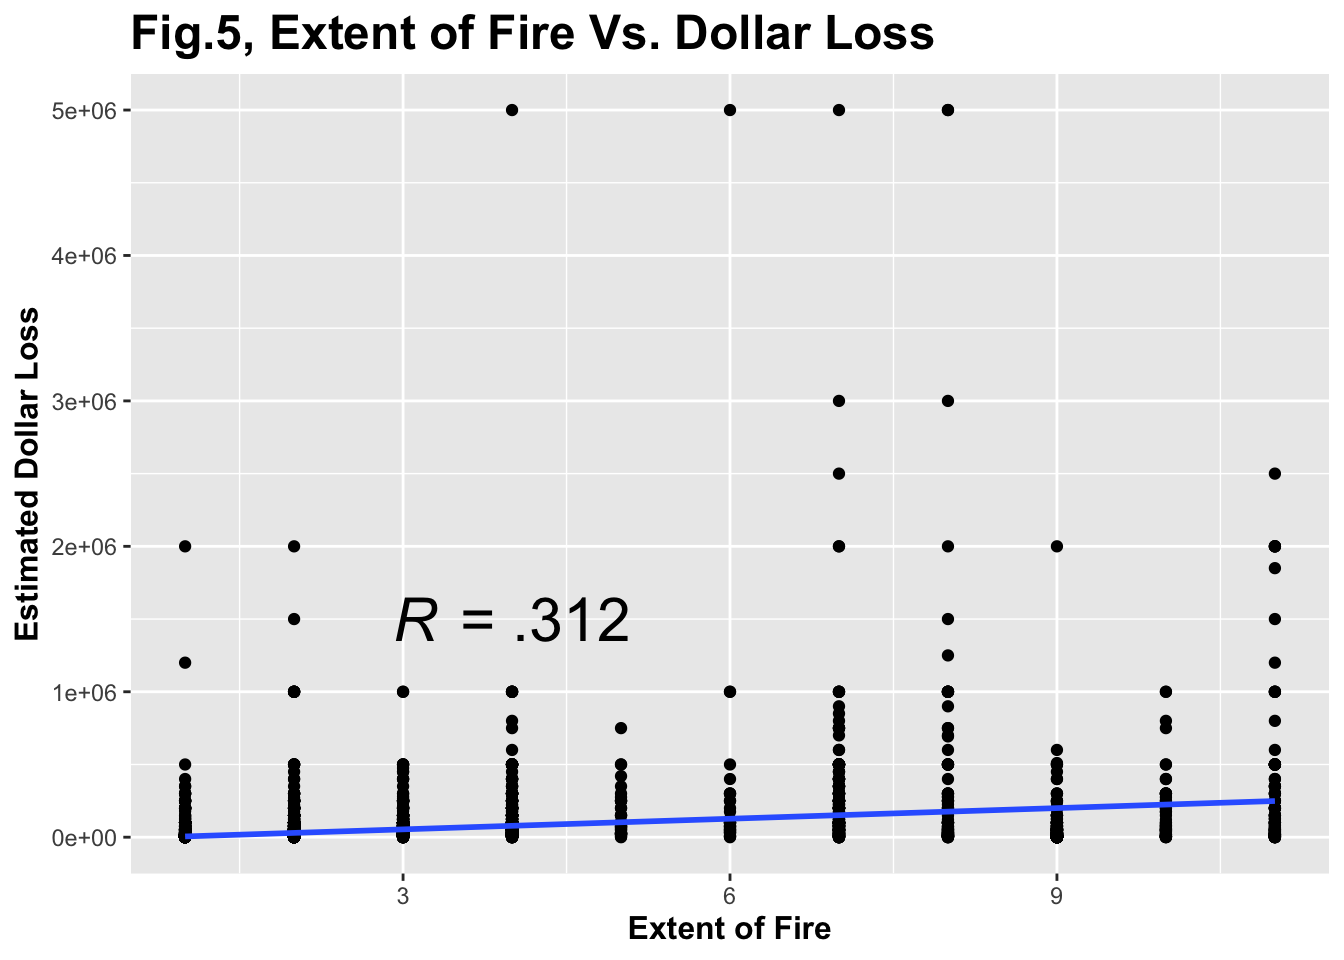 Fig.5, Extent of Fire Vs. Dollar Loss
5e+06
4e+06
3e+06
2e+06
1e+06
0e+00
Estimated Dollar Loss
R = .312
3
6
9
Extent of Fire